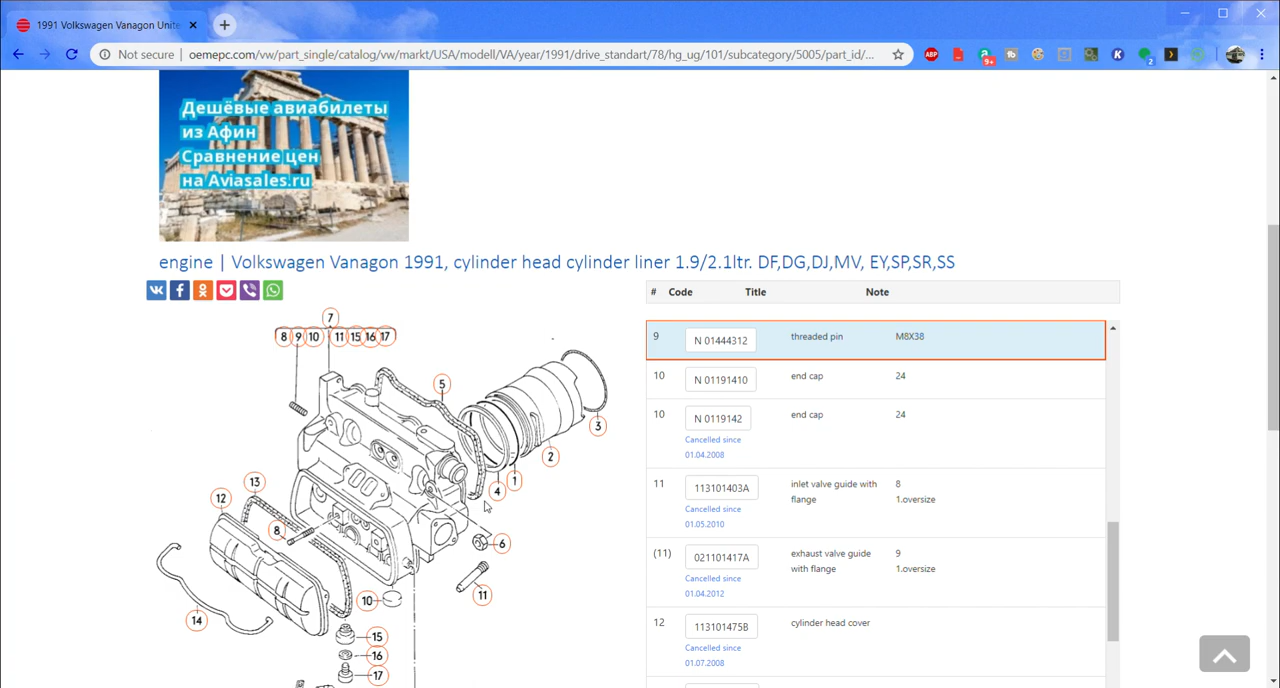 1991 Volkswagen Vanagon Unite
Not secure
oemepc.com/vw/part_single/catalog/vw/markt/USA/modell/VA/year/1991/drive_standart/78/hg_ug/101/subcategory/5005/part_id/...
ABP
9+
K
2
Дешёвые авиабилеты
из Афин
Сравнение цен
на Aviasales.ru
engine | Volkswagen Vanagon 1991, cylinder head cylinder liner 1.9/2.1ltr. DF,DG,DJ,MV, EY,SP,SR,SS
# Code Title Note
9 N 01444312 threaded pin M8X38
10 N 01191410 end cap 24
10 N 0119142 end cap 24
Cancelled since
01.04.2008
11 113101403A inlet valve guide with flange 8 1.oversize
Cancelled since
01.05.2010
(11) 021101417A exhaust valve guide with flange 9 1.oversize
Cancelled since
01.04.2012
12 113101475B cylinder head cover
Cancelled since
01.07.2008
7
8 9 10 11 15 16 17
5
3
2
1
4
13
12
8
6
11
10
14
15
16
17